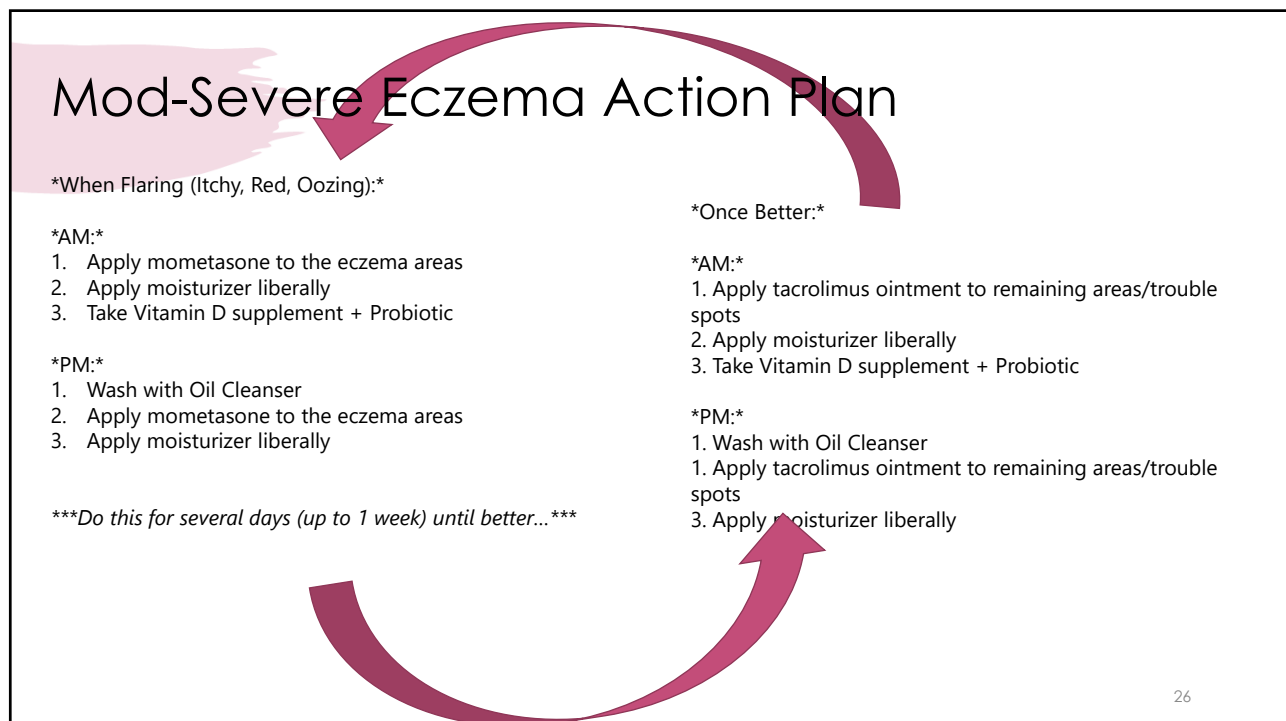 Mod-Severe Eczema Action Plan
*When Flaring (Itchy, Red, Oozing):*
*AM:*
1. Apply mometasone to the eczema areas
2. Apply moisturizer liberally
3. Take Vitamin D supplement + Probiotic
*PM:*
1. Wash with Oil Cleanser
2. Apply mometasone to the eczema areas
3. Apply moisturizer liberally
***Do this for several days (up to 1 week) until better...***
*Once Better:*
*AM:*
1. Apply tacrolimus ointment to remaining areas/trouble
spots
2. Apply moisturizer liberally
3. Take Vitamin D supplement + Probiotic
*PM:*
1. Wash with Oil Cleanser
1. Apply tacrolimus ointment to remaining areas/trouble
spots
3. Apply moisturizer liberally
26